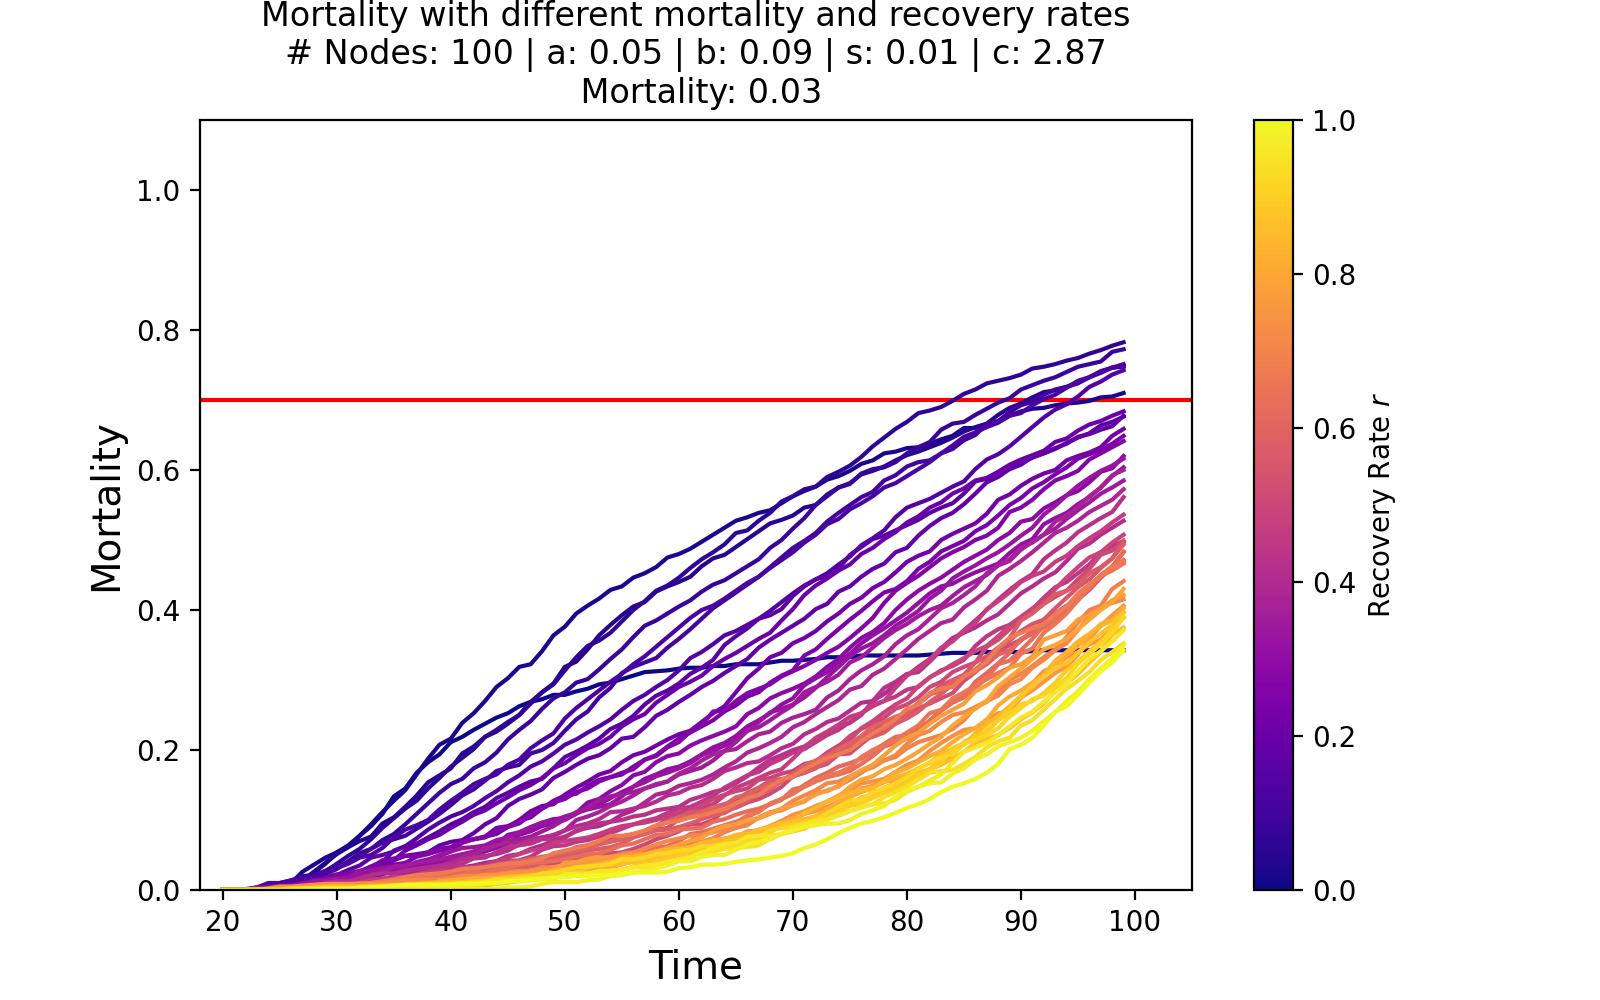 Mortality with different mortality and recovery rates
# Nodes: 100 | a: 0.05 | b: 0.09 | s: 0.01 | c: 2.87
Mortality: 0.03
1.0
0.8
0.6
0.4
0.2
0.0
Mortality
20 30 40 50 60 70 80 90 100
Time
1.0
0.8
0.6
0.4
0.2
0.0
Recovery Rate r